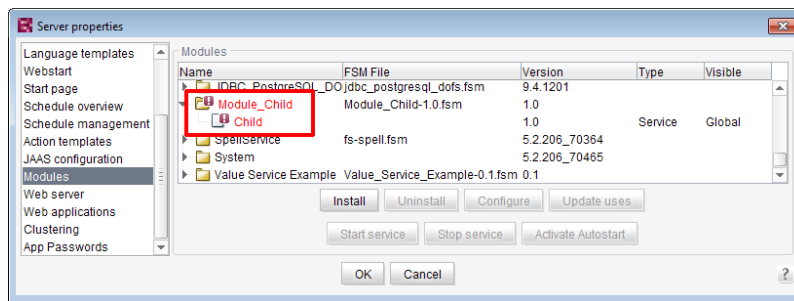 Server properties
Language templates
Webstart
Start page
Schedule overview
Schedule management
Action templates
JAAS configuration
Modules
Web server
Web applications
Clustering
App Passwords
Modules
Name FSM File Version Type Visible
JDBC_PostgreSQL_DO jdbc_postgresql_dofs.fsm 9.4.1201
Module_Child Module_Child-1.0.fsm 1.0
Child 1.0 Service Global
SpellService fs-spell.fsm 5.2.206_70364
System 5.2.206_70465
Value Service Example Value_Service_Example-0.1.fsm 0.1
Install Uninstall Configure Update uses
Start service Stop service Activate Autostart
OK Cancel ?